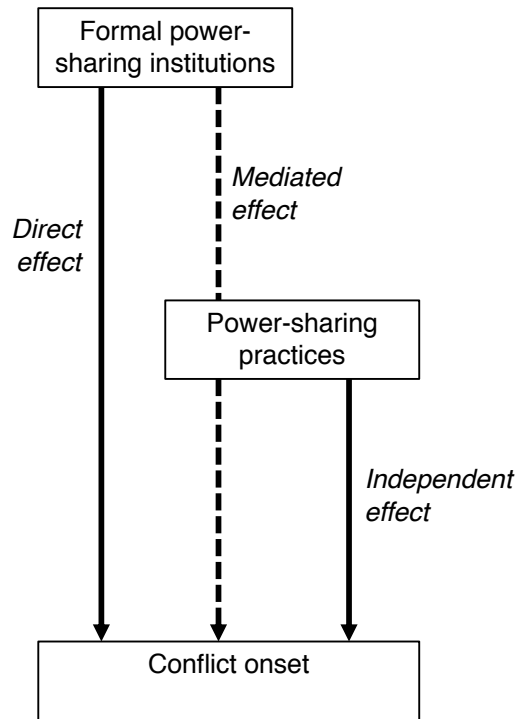 Formal power-
sharing institutions
Mediated
effect
Direct
effect
Power-sharing
practices
Independent
effect
Conflict onset